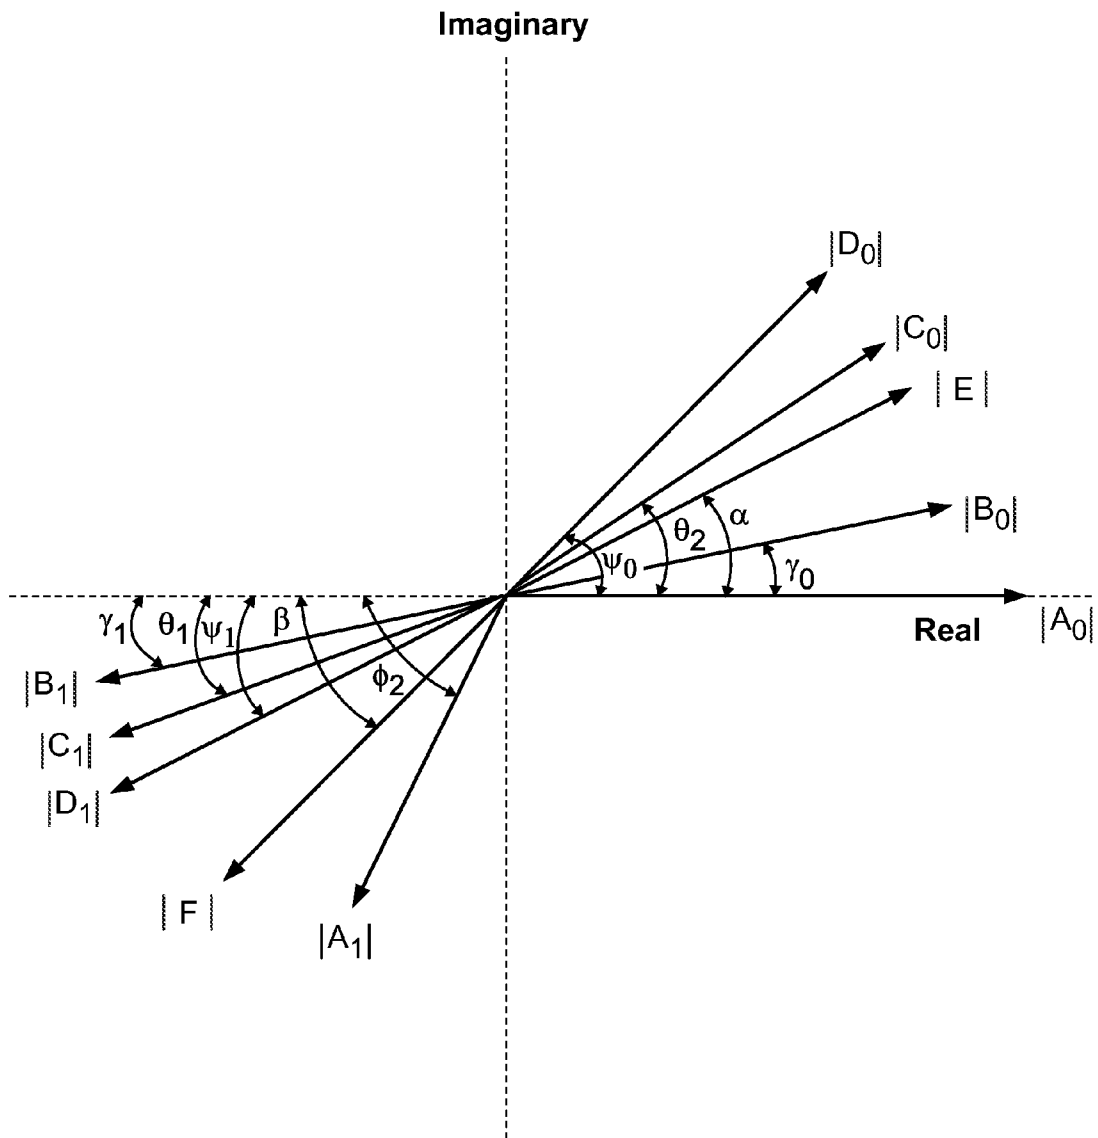 Imaginary
|D₀|
|C₀|
| E |
|B₀|
α
θ₂
ψ₀
γ₀
|A₀|
Real
γ₁
θ₁
ψ₁
β
ϕ₂
|B₁|
|C₁|
|D₁|
| F |
|A₁|